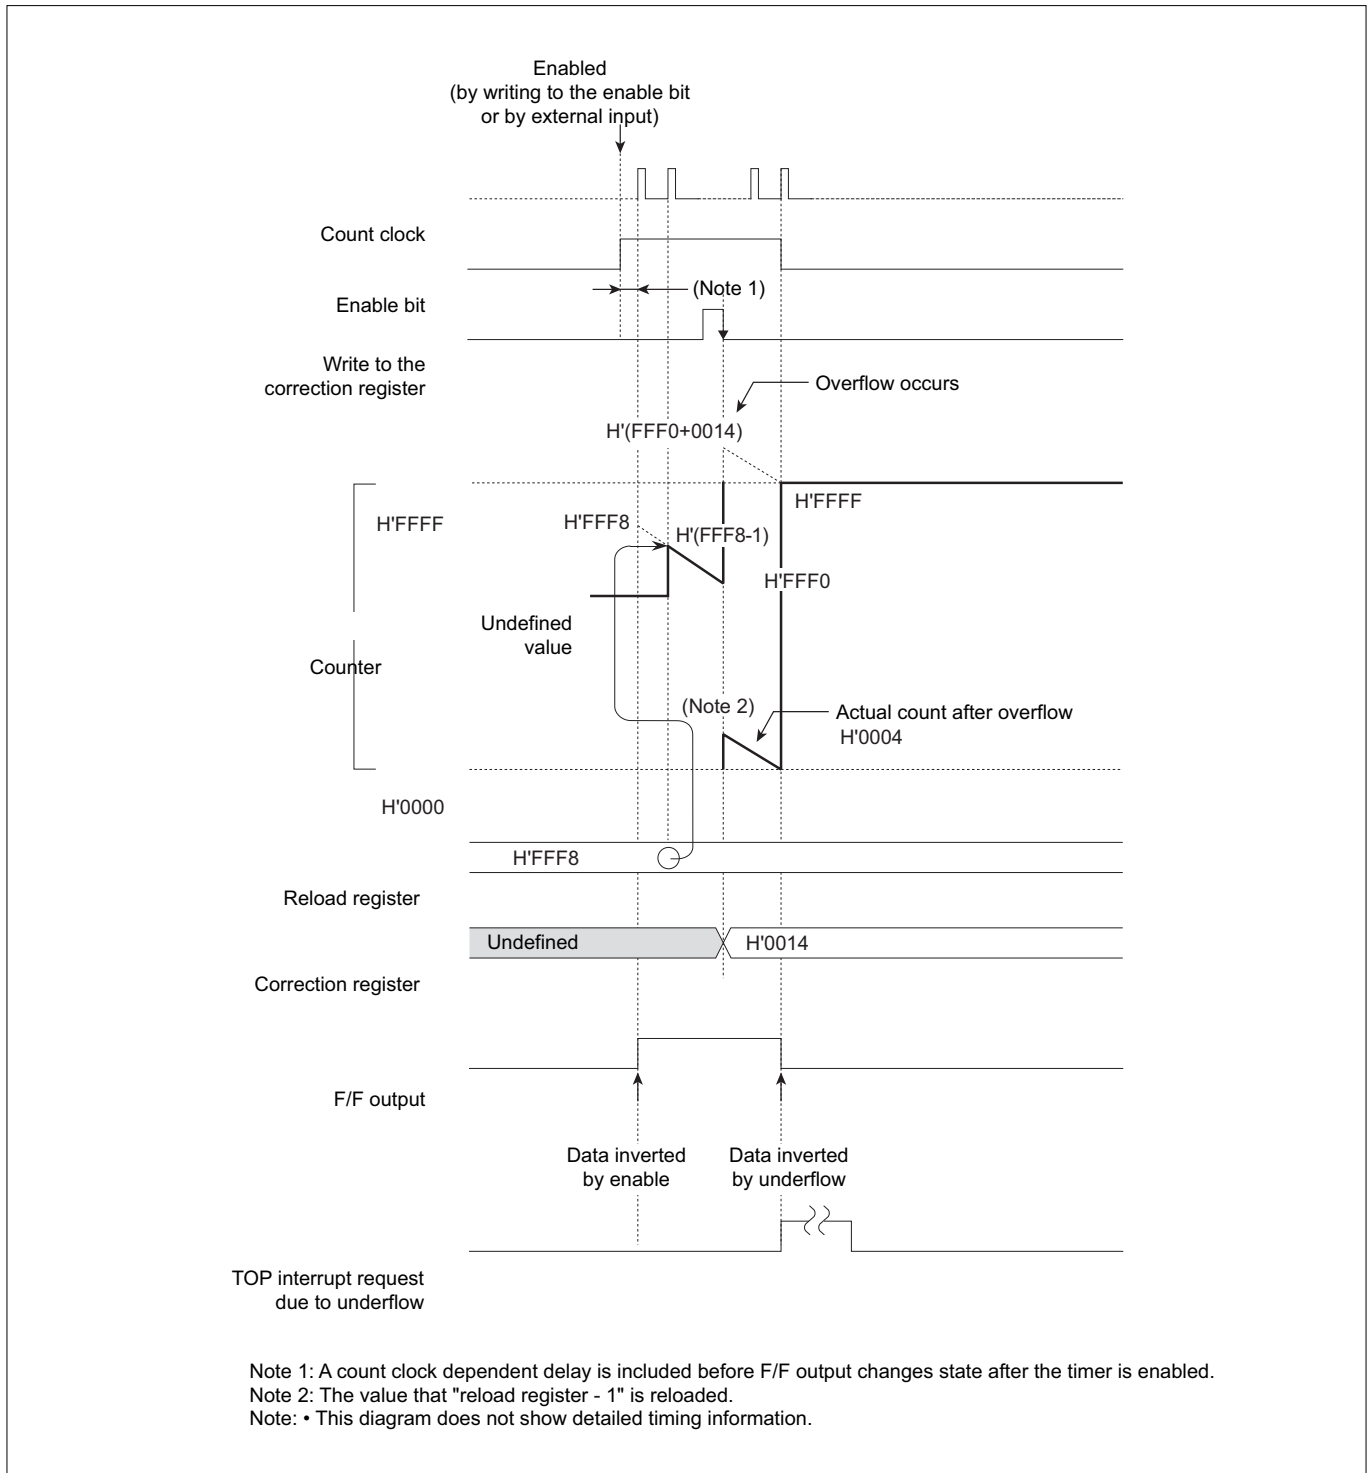 Enabled
(by writing to the enable bit
or by external input)
Count clock
Enable bit
(Note 1)
Write to the
correction register
Overflow occurs
H'(FFF0+0014)
H'FFFF
H'FFFF
H'FFF8
H'(FFF8-1)
H'FFF0
Undefined
value
Counter
(Note 2)
Actual count after overflow
H'0004
H'0000
H'FFF8
Reload register
Undefined
H'0014
Correction register
F/F output
Data inverted
by enable
Data inverted
by underflow
TOP interrupt request
due to underflow
Note 1: A count clock dependent delay is included before F/F output changes state after the timer is enabled.
Note 2: The value that "reload register - 1" is reloaded.
Note: • This diagram does not show detailed timing information.